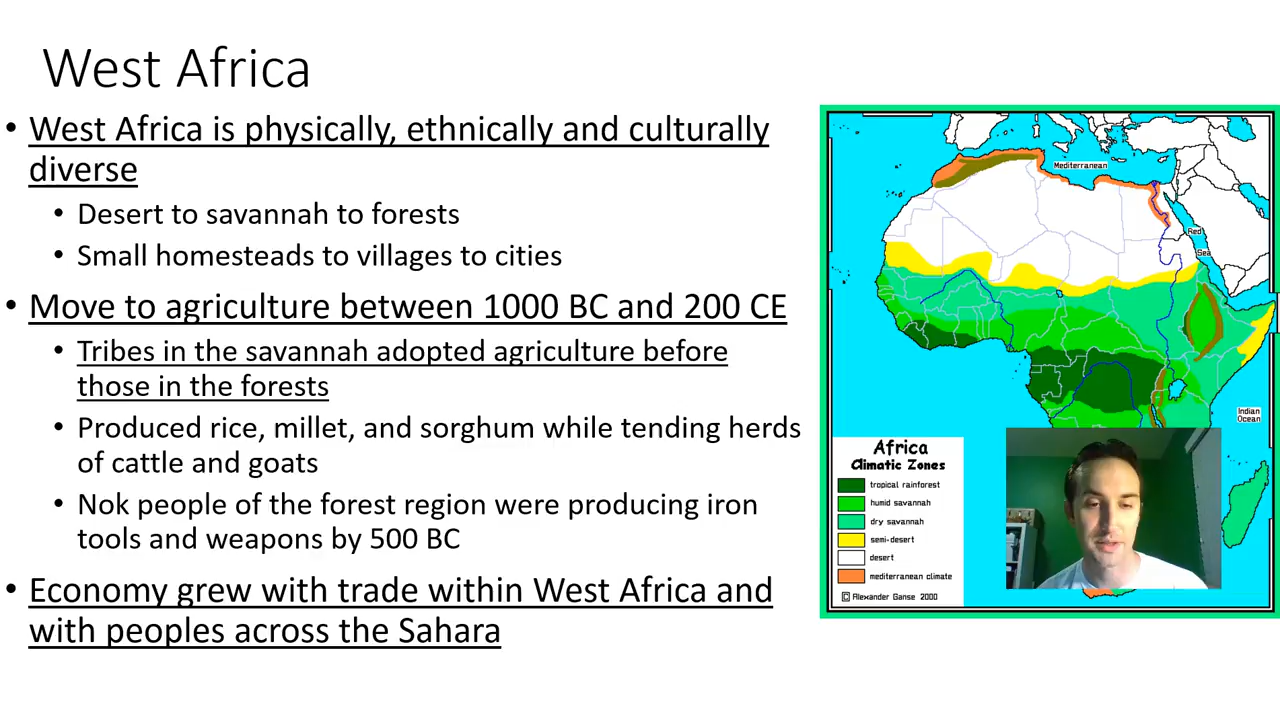 West Africa
• West Africa is physically, ethnically and culturally
diverse
• Desert to savannah to forests
• Small homesteads to villages to cities
• Move to agriculture between 1000 BC and 200 CE
• Tribes in the savannah adopted agriculture before
those in the forests
• Produced rice, millet, and sorghum while tending herds
of cattle and goats
• Nok people of the forest region were producing iron
tools and weapons by 500 BC
• Economy grew with trade within West Africa and
with peoples across the Sahara
Mediterranean
Red
Sea
Indian
Ocean
Africa
Climatic Zones
tropical rainforest
humid savannah
dry savannah
semi-desert
desert
mediterranean climate
© Alexander Ganse 2000